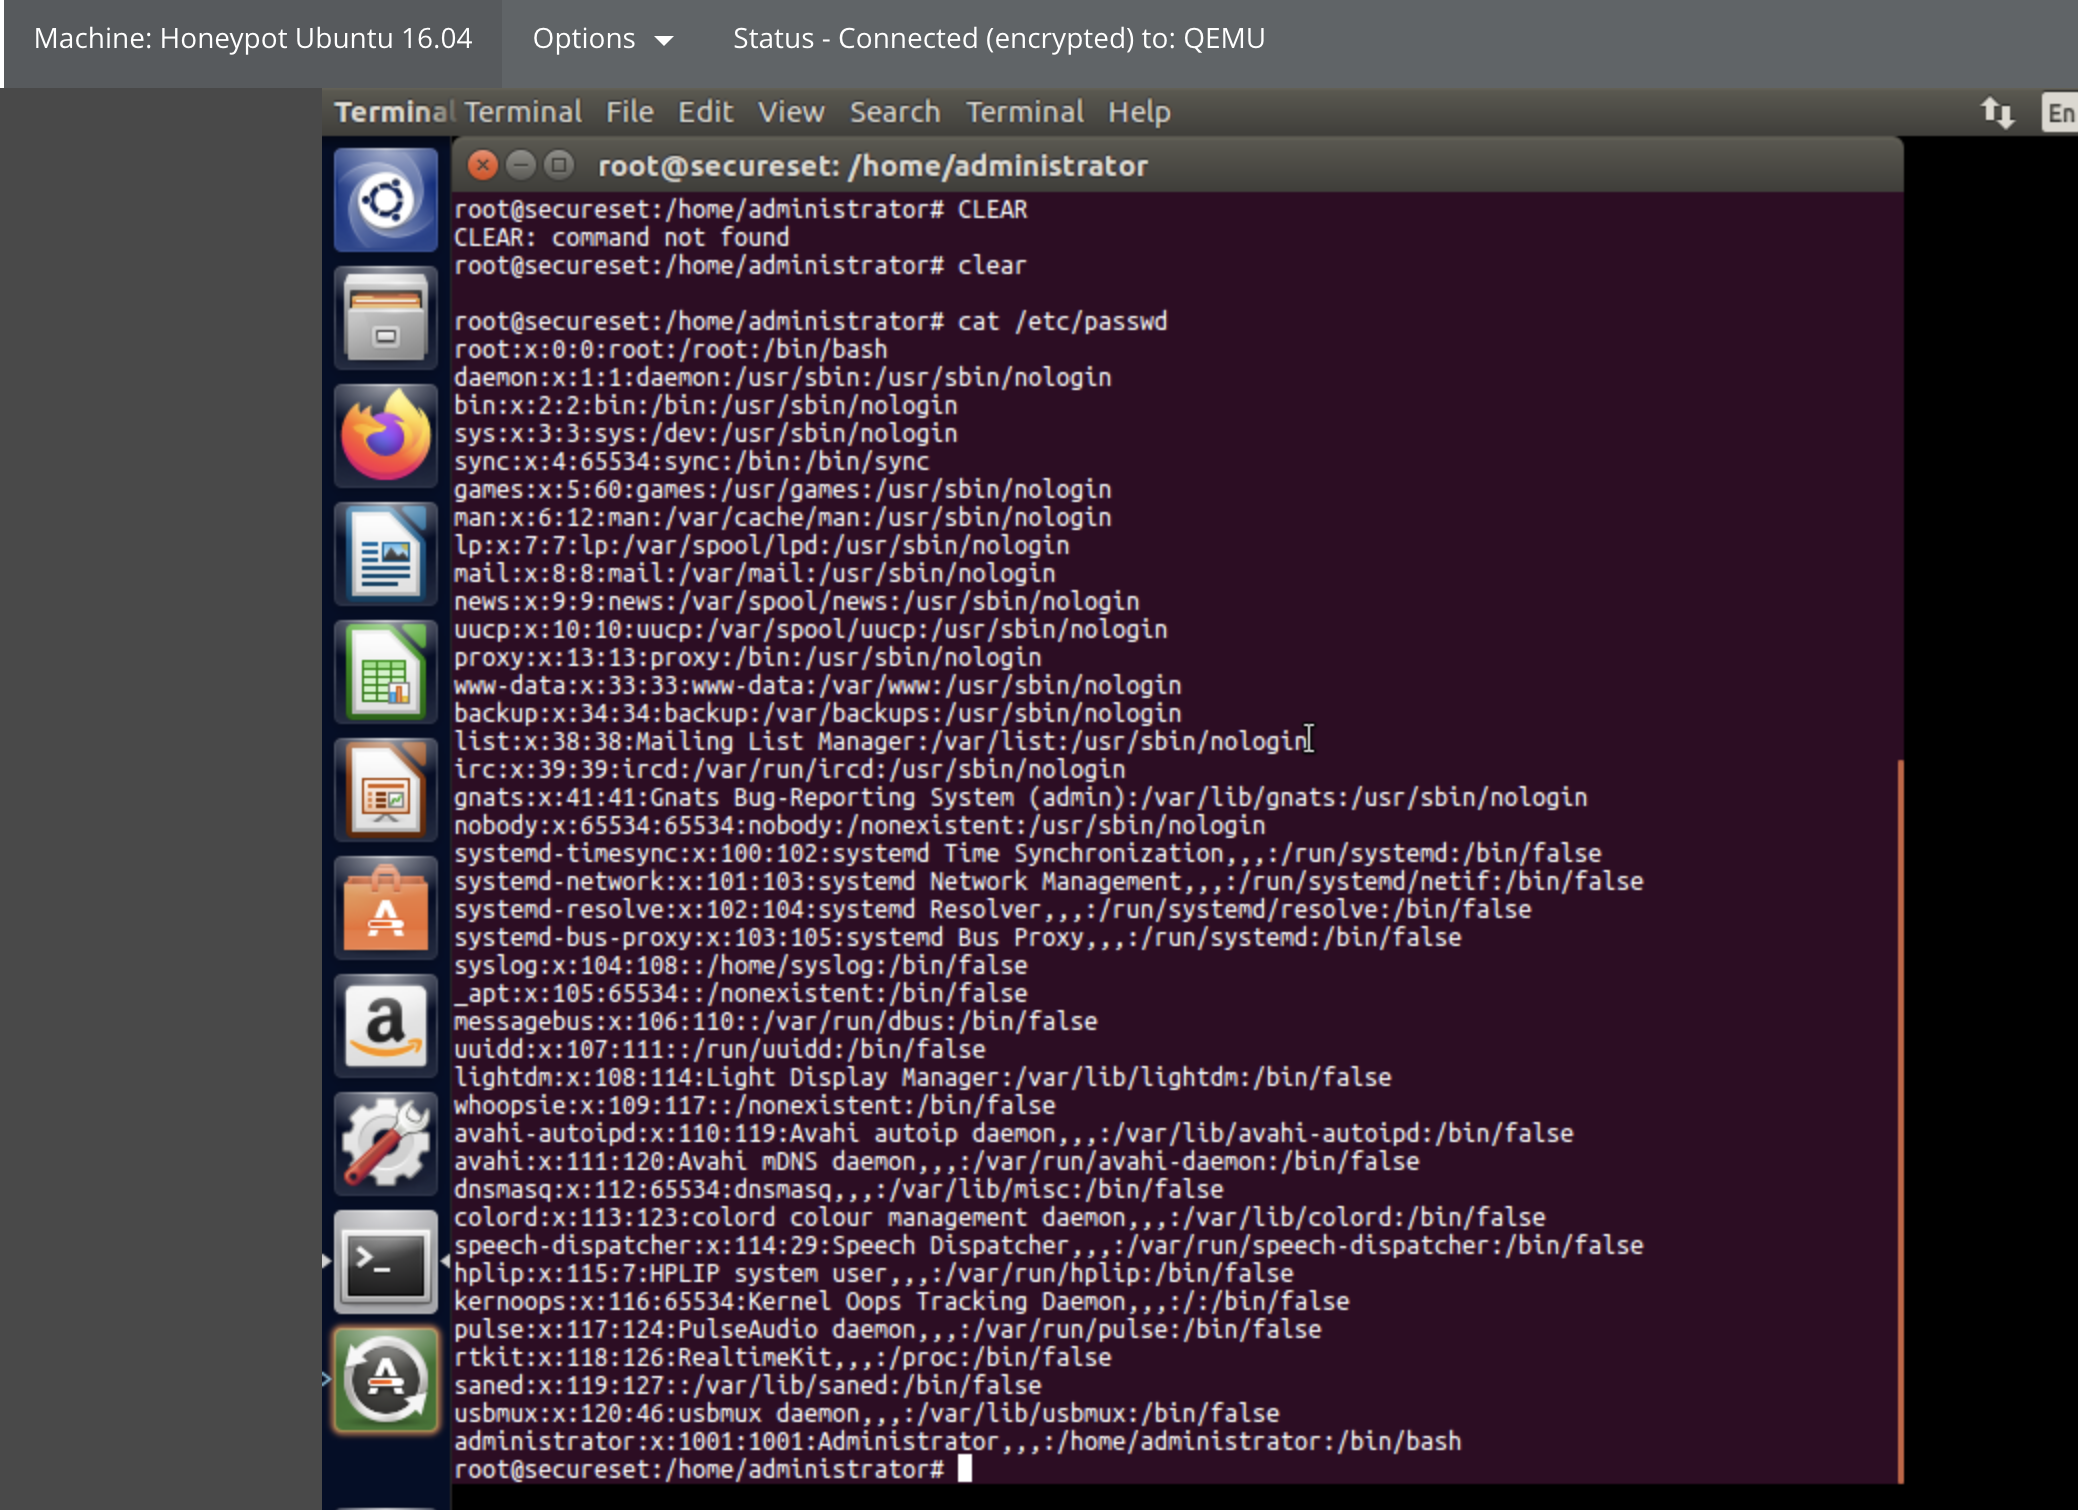 Machine: Honeypot Ubuntu 16.04 Options Status - Connected (encrypted) to: QEMU
Terminal Terminal File Edit View Search Terminal Help En
root@secureset: /home/administrator
root@secureset:/home/administrator# CLEAR
CLEAR: command not found
root@secureset:/home/administrator# clear
root@secureset:/home/administrator# cat /etc/passwd
root:x:0:0:root:/root:/bin/bash
daemon:x:1:1:daemon:/usr/sbin:/usr/sbin/nologin
bin:x:2:2:bin:/bin:/usr/sbin/nologin
sys:x:3:3:sys:/dev:/usr/sbin/nologin
sync:x:4:65534:sync:/bin:/bin/sync
games:x:5:60:games:/usr/games:/usr/sbin/nologin
man:x:6:12:man:/var/cache/man:/usr/sbin/nologin
lp:x:7:7:lp:/var/spool/lpd:/usr/sbin/nologin
mail:x:8:8:mail:/var/mail:/usr/sbin/nologin
news:x:9:9:news:/var/spool/news:/usr/sbin/nologin
uucp:x:10:10:uucp:/var/spool/uucp:/usr/sbin/nologin
proxy:x:13:13:proxy:/bin:/usr/sbin/nologin
www-data:x:33:33:www-data:/var/www:/usr/sbin/nologin
backup:x:34:34:backup:/var/backups:/usr/sbin/nologin
list:x:38:38:Mailing List Manager:/var/list:/usr/sbin/nologin
irc:x:39:39:ircd:/var/run/ircd:/usr/sbin/nologin
gnats:x:41:41:Gnats Bug-Reporting System (admin):/var/lib/gnats:/usr/sbin/nologin
nobody:x:65534:65534:nobody:/nonexistent:/usr/sbin/nologin
systemd-timesync:x:100:102:systemd Time Synchronization,,,:/run/systemd:/bin/false
systemd-network:x:101:103:systemd Network Management,,,:/run/systemd/netif:/bin/false
systemd-resolve:x:102:104:systemd Resolver,,,:/run/systemd/resolve:/bin/false
systemd-bus-proxy:x:103:105:systemd Bus Proxy,,,:/run/systemd:/bin/false
syslog:x:104:108::/home/syslog:/bin/false
_apt:x:105:65534::/nonexistent:/bin/false
messagebus:x:106:110::/var/run/dbus:/bin/false
uuidd:x:107:111::/run/uuidd:/bin/false
lightdm:x:108:114:Light Display Manager:/var/lib/lightdm:/bin/false
whoopsie:x:109:117::/nonexistent:/bin/false
avahi-autoipd:x:110:119:Avahi autoip daemon,,,:/var/lib/avahi-autoipd:/bin/false
avahi:x:111:120:Avahi mDNS daemon,,,:/var/run/avahi-daemon:/bin/false
dnsmasq:x:112:65534:dnsmasq,,,:/var/lib/misc:/bin/false
colord:x:113:123:colord colour management daemon,,,:/var/lib/colord:/bin/false
speech-dispatcher:x:114:29:Speech Dispatcher,,,:/var/run/speech-dispatcher:/bin/false
hplip:x:115:7:HPLIP system user,,,:/var/run/hplip:/bin/false
kernoops:x:116:65534:Kernel Oops Tracking Daemon,,,:/:/bin/false
pulse:x:117:124:PulseAudio daemon,,,:/var/run/pulse:/bin/false
rtkit:x:118:126:RealtimeKit,,,:/proc:/bin/false
saned:x:119:127::/var/lib/saned:/bin/false
usbmux:x:120:46:usbmux daemon,,,:/var/lib/usbmux:/bin/false
administrator:x:1001:1001:Administrator,,,:/home/administrator:/bin/bash
root@secureset:/home/administrator#